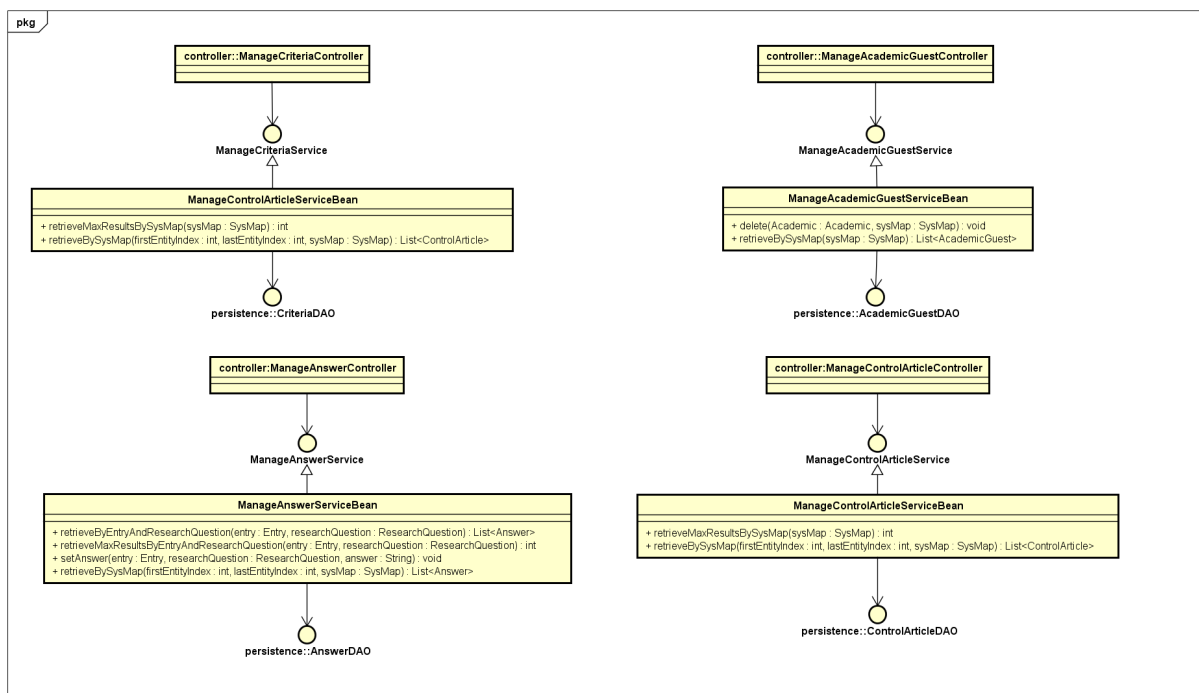 pkg
controller::ManageCriteriaController
ManageCriteriaService
ManageControlArticleServiceBean
+ retrieveMaxResultsBySysMap(sysMap : SysMap) : int
+ retrieveBySysMap(firstEntityIndex : int, lastEntityIndex : int, sysMap : SysMap) : List<ControlArticle>
persistence::CriteriaDAO
controller::ManageAcademicGuestController
ManageAcademicGuestService
ManageAcademicGuestServiceBean
+ delete(Academic : Academic, sysMap : SysMap) : void
+ retrieveBySysMap(sysMap : SysMap) : List<AcademicGuest>
persistence::AcademicGuestDAO
controller:ManageAnswerController
ManageAnswerService
ManageAnswerServiceBean
+ retrieveByEntryAndResearchQuestion(entry : Entry, researchQuestion : ResearchQuestion) : List<Answer>
+ retrieveMaxResultsByEntryAndResearchQuestion(entry : Entry, researchQuestion : ResearchQuestion) : int
+ setAnswer(entry : Entry, researchQuestion : ResearchQuestion, answer : String) : void
+ retrieveBySysMap(firstEntityIndex : int, lastEntityIndex : int, sysMap : SysMap) : List<Answer>
persistence::AnswerDAO
controller:ManageControlArticleController
ManageControlArticleService
ManageControlArticleServiceBean
+ retrieveMaxResultsBySysMap(sysMap : SysMap) : int
+ retrieveBySysMap(firstEntityIndex : int, lastEntityIndex : int, sysMap : SysMap) : List<ControlArticle>
persistence::ControlArticleDAO